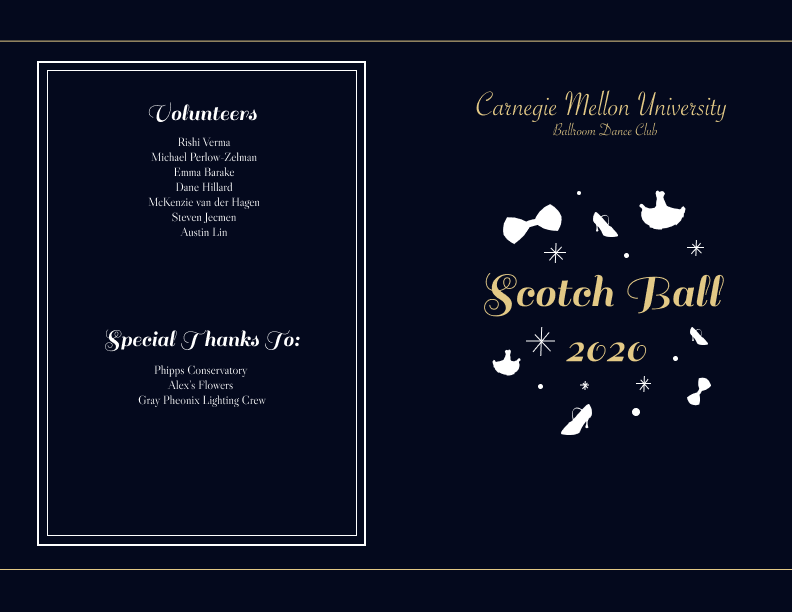 Volunteers
Rishi Verma
Michael Perlow-Zelman
Emma Barake
Dane Hillard
McKenzie van der Hagen
Steven Jecmen
Austin Lin
Special Thanks To:
Phipps Conservatory
Alex's Flowers
Gray Pheonix Lighting Crew
Carnegie Mellon University
Ballroom Dance Club
Scotch Ball
2020